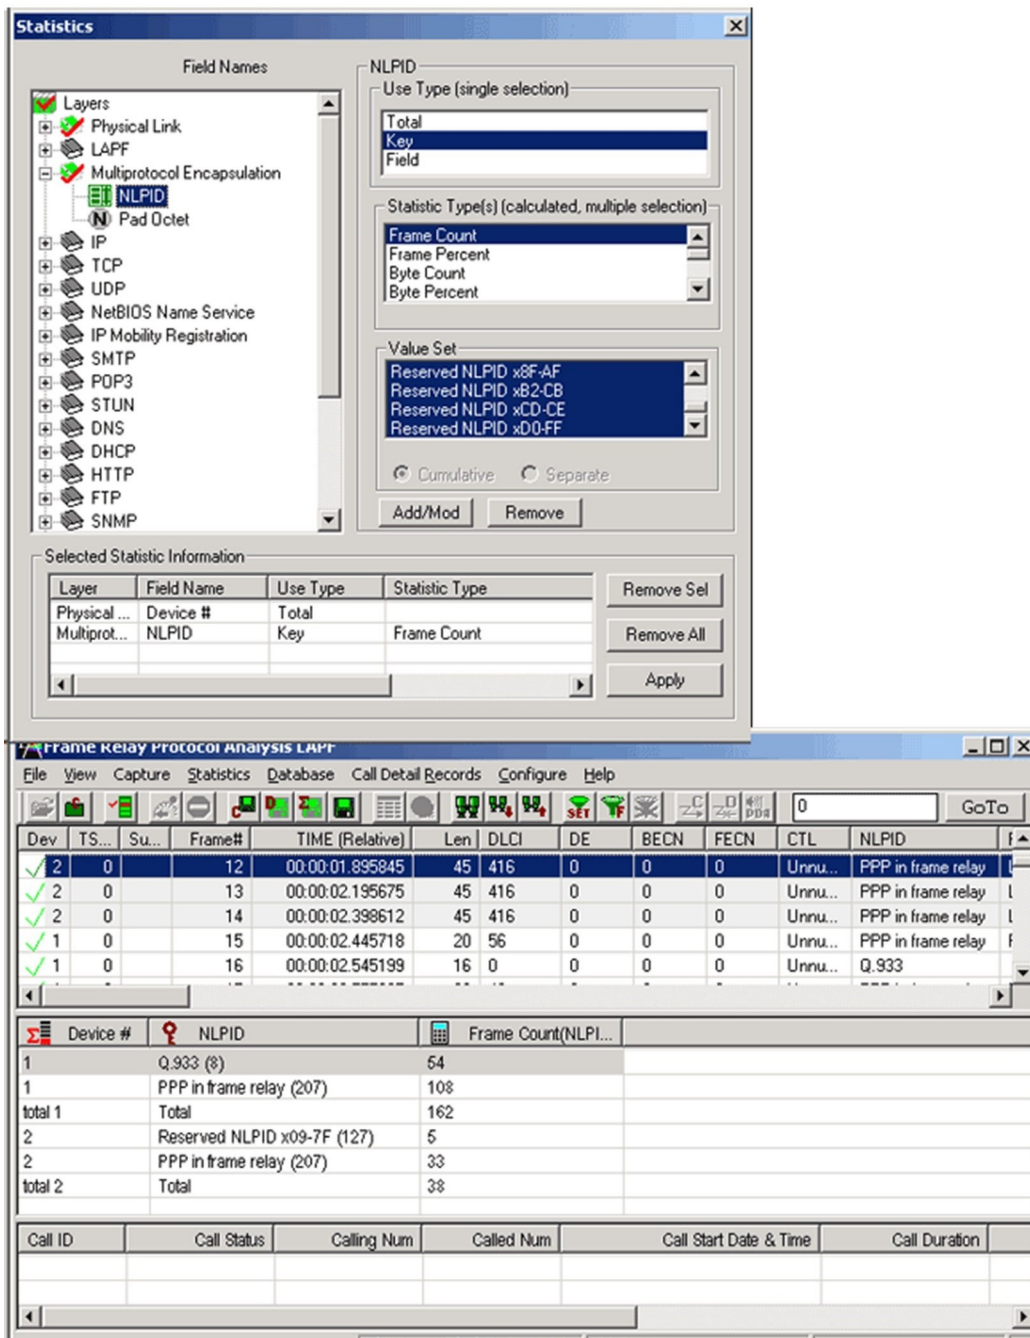 Statistics
Field Names
Layers
Physical Link
LAPF
Multiprotocol Encapsulation
NLPID
N Pad Octet
IP
TCP
UDP
NetBIOS Name Service
IP Mobility Registration
SMTP
POP3
STUN
DNS
DHCP
HTTP
FTP
SNMP
NLPID
Use Type (single selection)
Total
Key
Field
Statistic Type(s) (calculated, multiple selection)
Frame Count
Frame Percent
Byte Count
Byte Percent
Value Set
Reserved NLPID x8F-AF
Reserved NLPID xB2-CB
Reserved NLPID xCD-CE
Reserved NLPID xD0-FF
Cumulative Separate
Add/Mod Remove
Selected Statistic Information
Layer Field Name Use Type Statistic Type
Physical ... Device # Total
Multiprot... NLPID Key Frame Count
Remove Sel
Remove All
Apply
Frame Relay Protocol Analysis LAPF
File View Capture Statistics Database Call Detail Records Configure Help
SET F 0 GoTo
Dev TS... Su... Frame# TIME (Relative) Len DLCI DE BECN FECN CTL NLPID
2 0 12 00:00:01.895845 45 416 0 0 0 Unnu... PPP in frame relay
2 0 13 00:00:02.195675 45 416 0 0 0 Unnu... PPP in frame relay
2 0 14 00:00:02.398612 45 416 0 0 0 Unnu... PPP in frame relay
1 0 15 00:00:02.445718 20 56 0 0 0 Unnu... PPP in frame relay
1 0 16 00:00:02.545199 16 0 0 0 0 Unnu... Q.933
Device # NLPID Frame Count(NLPI...
1 Q.933 (8) 54
1 PPP in frame relay (207) 108
total 1 Total 162
2 Reserved NLPID x09-7F (127) 5
2 PPP in frame relay (207) 33
total 2 Total 38
Call ID Call Status Calling Num Called Num Call Start Date & Time Call Duration